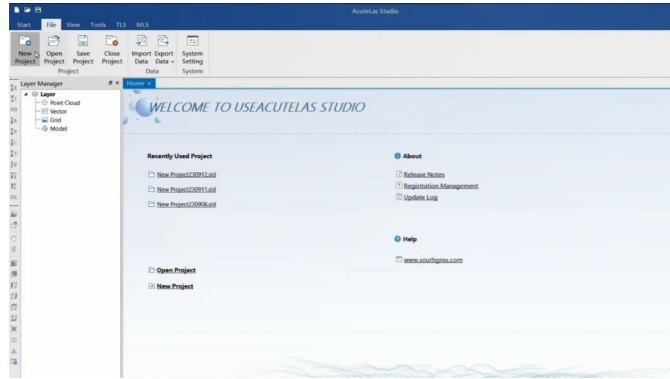 AcuteLas Studio
Start File View Tools TLS MLS
New Project
Open Project
Save Project
Close Project
Import Data
Export Data
System Setting
Project
Data
System
Layer Manager
Home
Layer
Point Cloud
Vector
Grid
Model
WELCOME TO USEACUTELAS STUDIO
Recently Used Project
New Project230912.sld
New Project230911.sld
New Project230908.sld
Open Project
New Project
About
Release Notes
Registration Management
Update Log
Help
www.southgnss.com